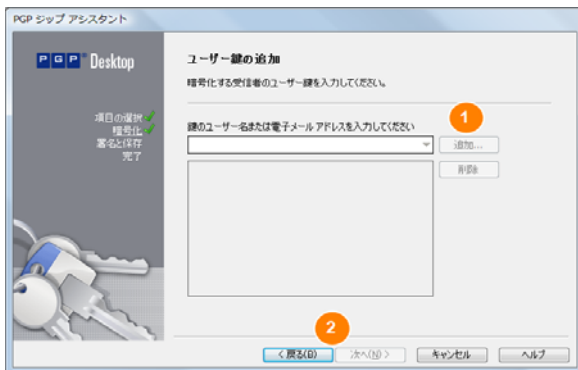 PGP ジップ アシスタント
PGP Desktop
項目の選択
暗号化
署名と保存
完了
ユーザー鍵の追加
暗号化する受信者のユーザー鍵を入力してください。
鍵のユーザー名または電子メール アドレスを入力してください
1
追加...
削除
2
< 戻る(B)
次へ(N) >
キャンセル
ヘルプ